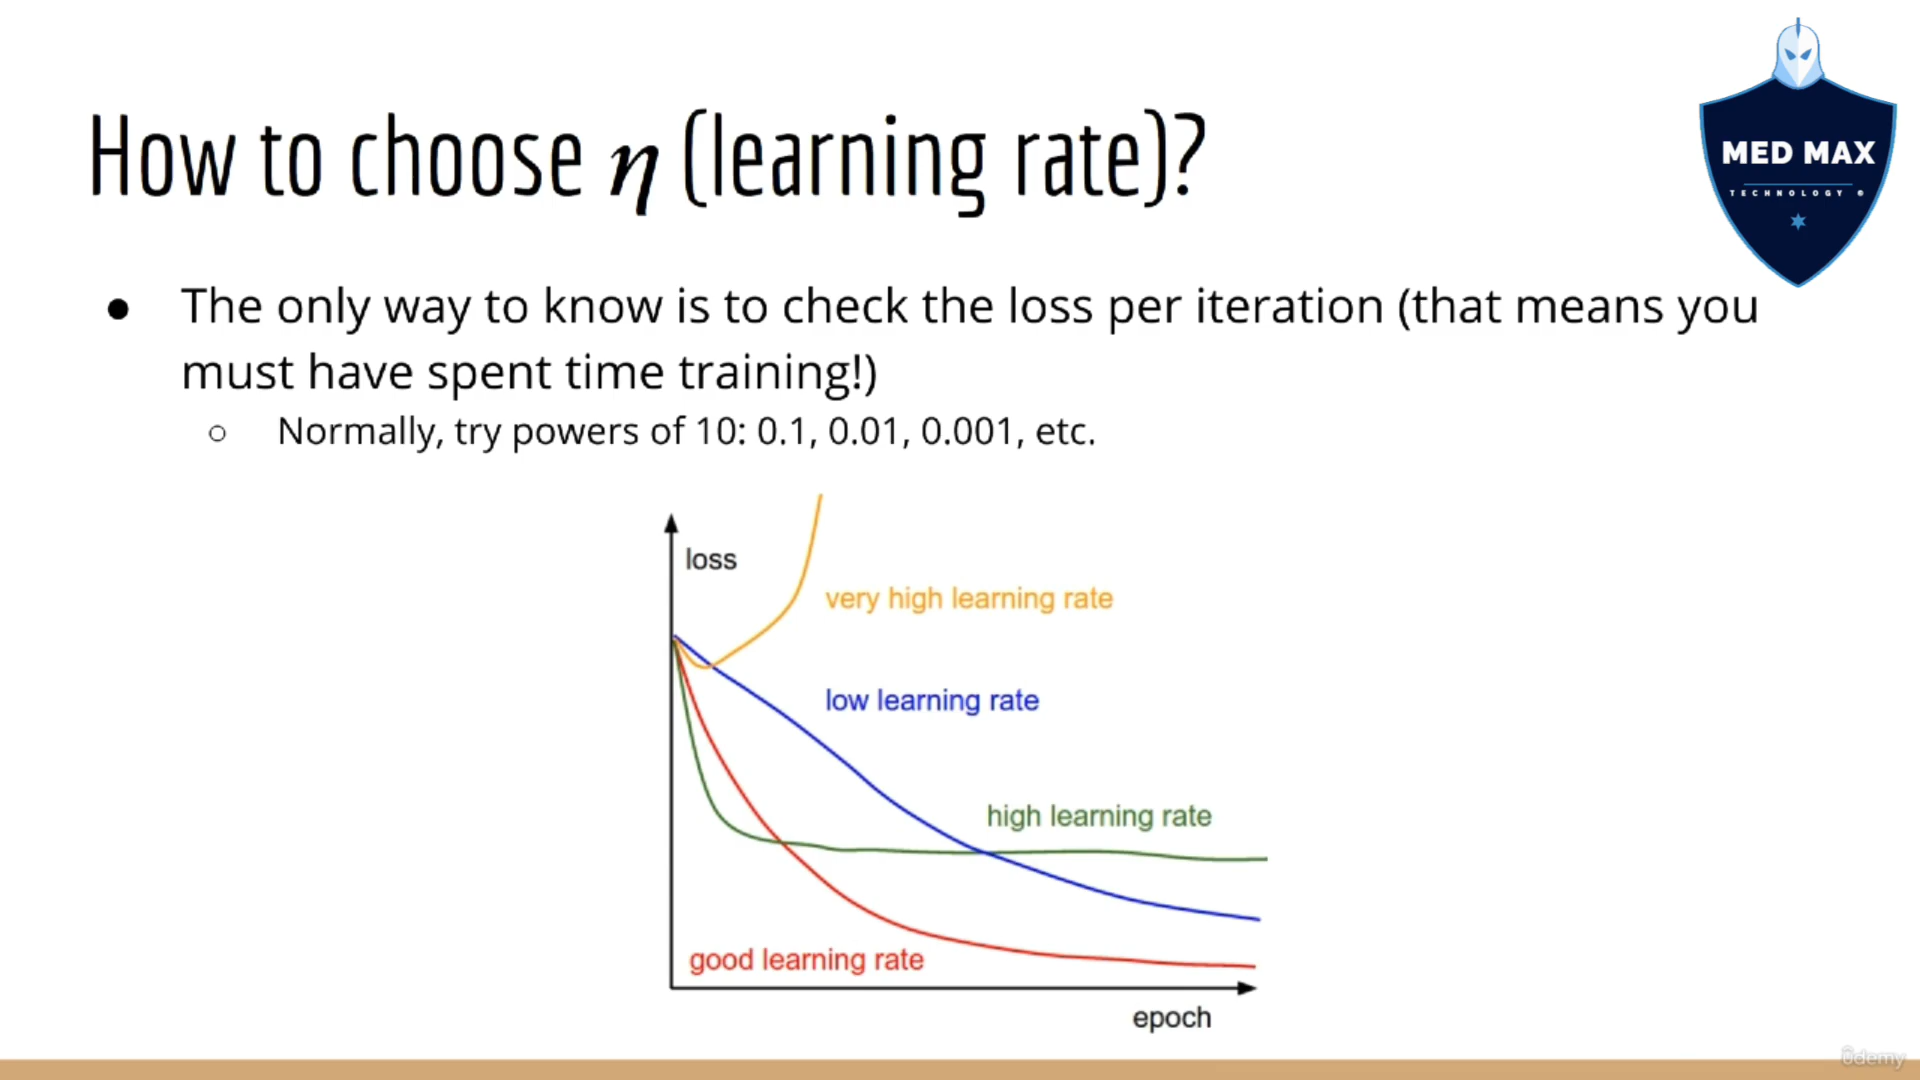 How to choose η (learning rate)?
MED MAX
TECHNOLOGY
● The only way to know is to check the loss per iteration (that means you
must have spent time training!)
○ Normally, try powers of 10: 0.1, 0.01, 0.001, etc.
loss
very high learning rate
low learning rate
high learning rate
good learning rate
epoch
ûdemy